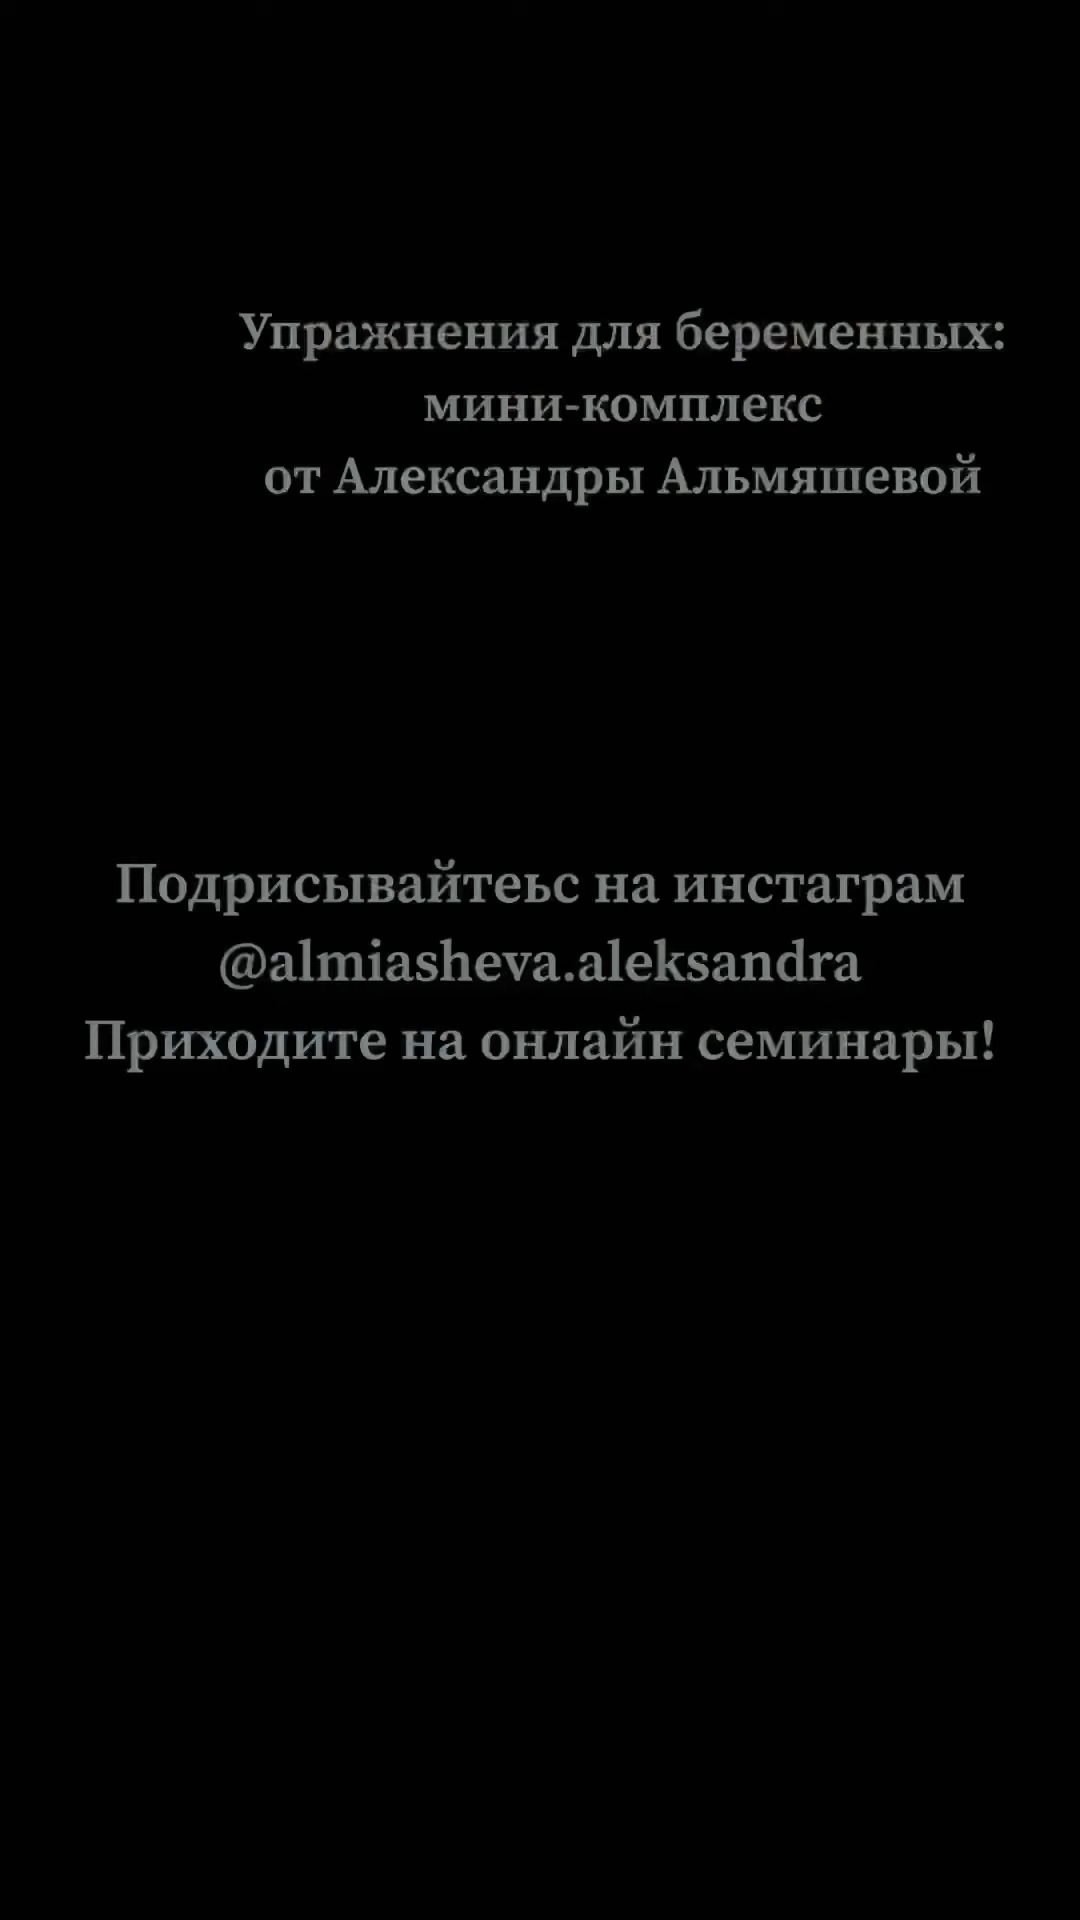 Упражнения для беременных:
мини-комплекс
от Александры Альмяшевой
Подрисывайтеьс на инстаграм
@almiasheva.aleksandra
Приходите на онлайн семинары!